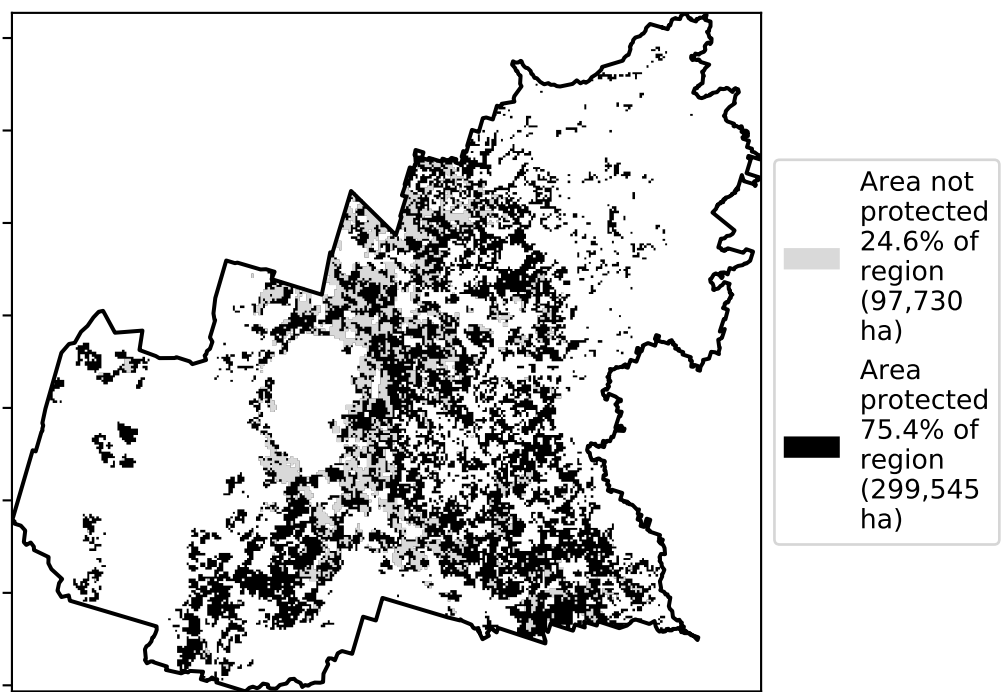 Area not
protected
24.6% of
region
(97,730
ha)
Area
protected
75.4% of
region
(299,545
ha)